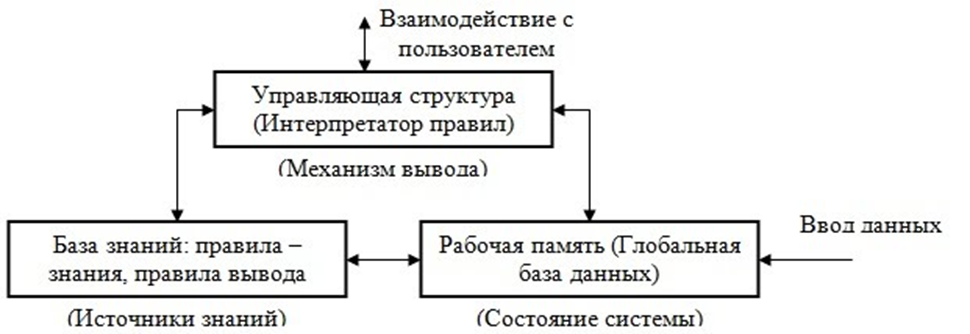 Взаимодействие с
пользователем
Управляющая структура
(Интерпретатор правил)
(Механизм вывода)
База знаний: правила –
знания, правила вывода
(Источники знаний)
Рабочая память (Глобальная
база данных)
(Состояние системы)
Ввод данных